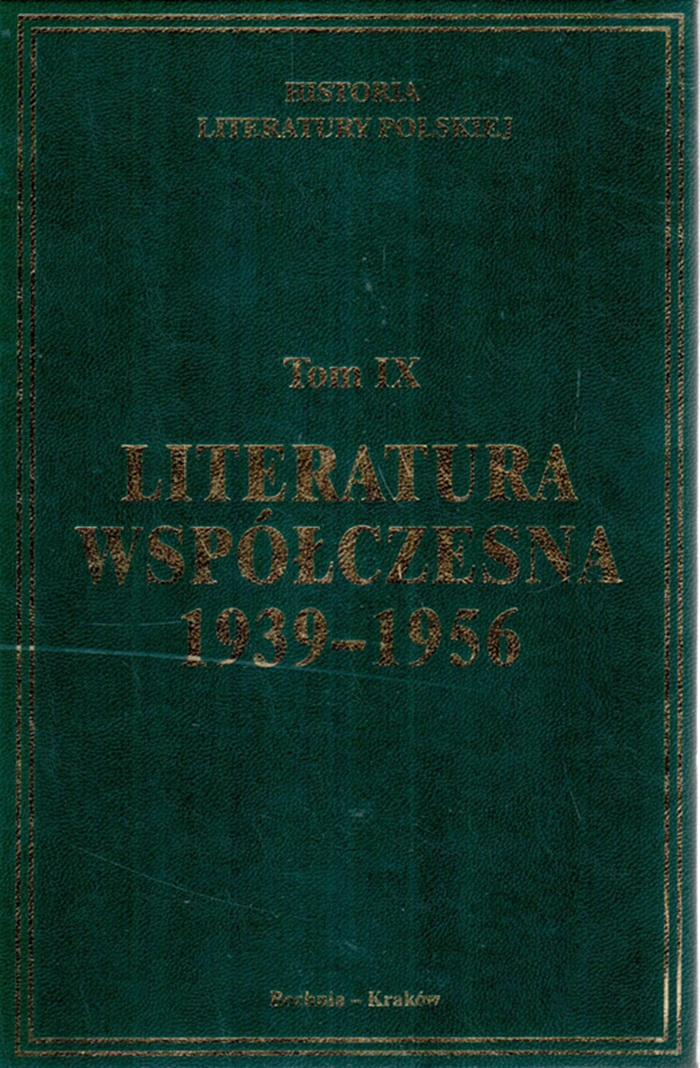 HISTORIA
LITERATURY POLSKIEJ
Tom IX
LITERATURA
WSPÓŁCZESNA
1939–1956
Bochnia – Kraków